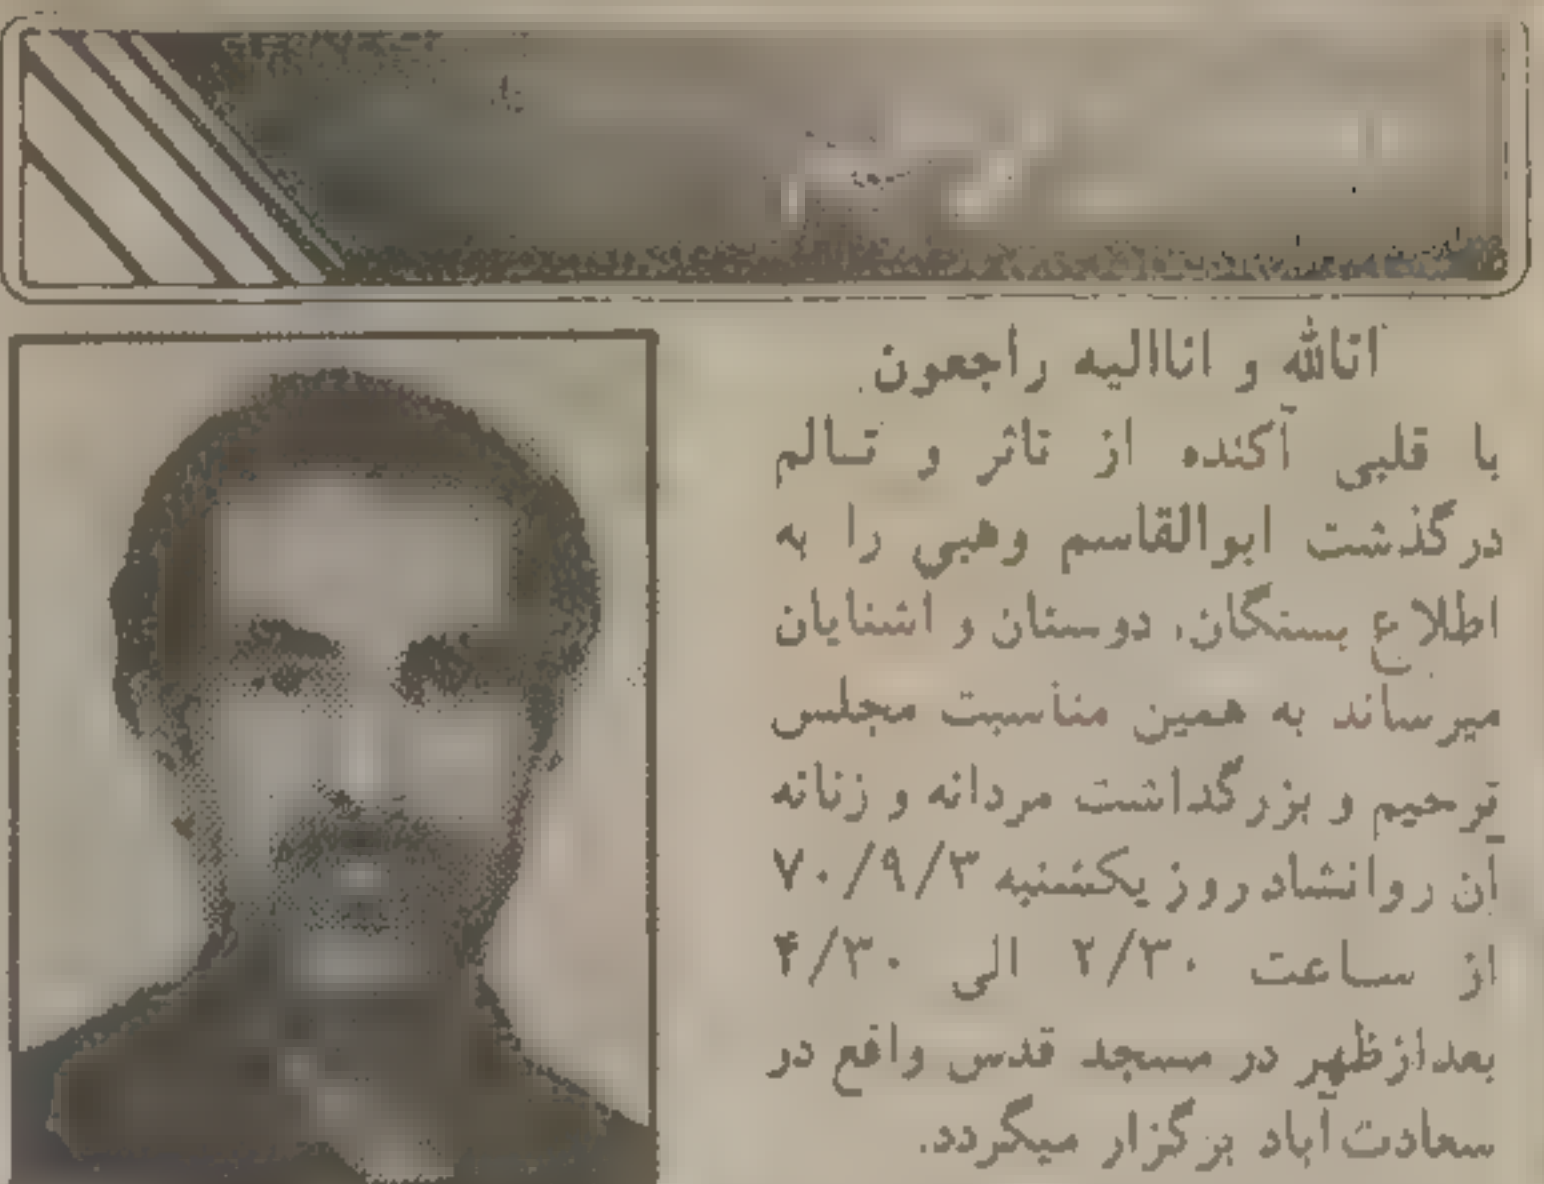 اناللّه و اناالیه راجعون
با قلبی آکنده از تاثر و تـالم
درگذشت ابوالقاسم وهبی را به
اطلاع بستگان، دوستان و اشنایان
میرساند به همین مناسبت مجلس
ترحیم و بزرگداشت مردانه و زنانه
آن روانشاد روز یکشنبه ۷۰/۹/۳
از ساعت ۲/۳۰ الی ۴/۳۰
بعدازظهر در مسجد قدس واقع در
سعادت‌آباد برگزار میگردد.